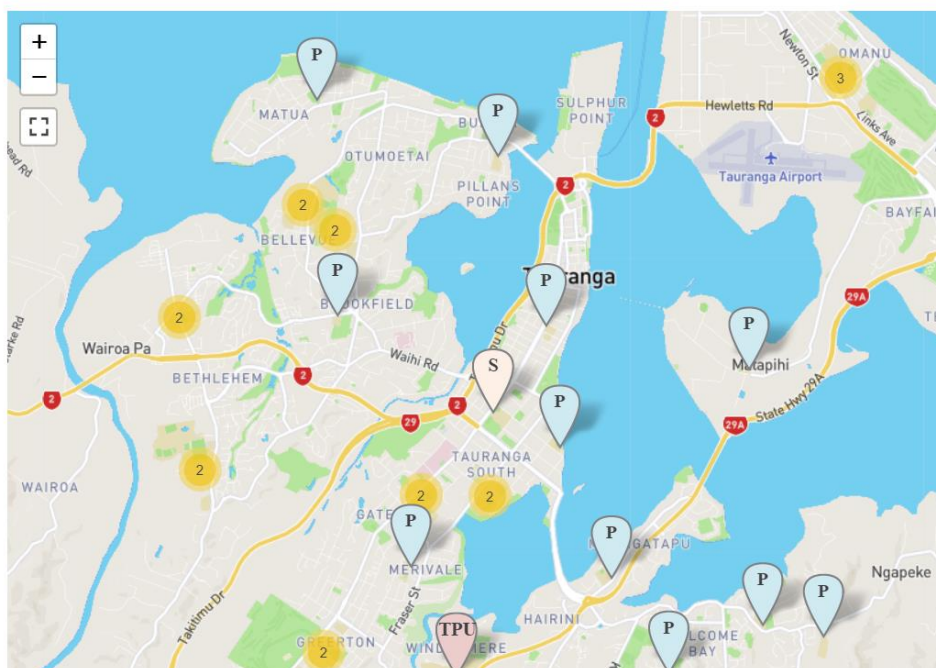 +
−
P
MATUA
P
OTUMOETAI
SULPHUR
POINT
2
Hewletts Rd
Newton St
OMANU
3
Links Ave
Tauranga Airport
BAYFAI
PILLANS
POINT
2
2
2
BELLEVUE
P
BROOKFIELD
P
2
Wairoa Pa
Waihi Rd
BETHLEHEM
2
2
29
2
S
P
P
Matapihi
29A
State Hwy 29A
29A
WAIROA
2
TAURANGA
SOUTH
2
2
P
MERIVALE
P
Takitimu Dr
Fraser St
HAIRINI
P
P
Ngapeke
GREERTON
2
TPU
P
BAY